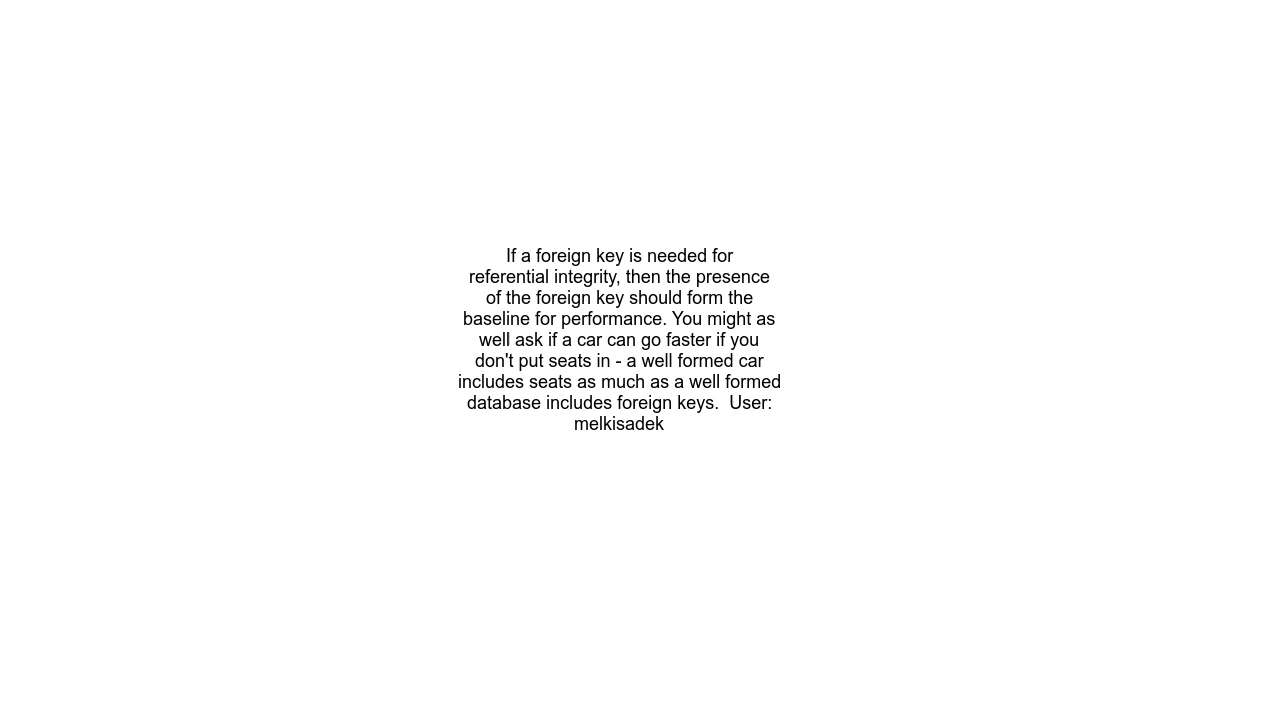 If a foreign key is needed for
referential integrity, then the presence
of the foreign key should form the
baseline for performance. You might as
well ask if a car can go faster if you
don't put seats in - a well formed car
includes seats as much as a well formed
database includes foreign keys.  User:
melkisadek